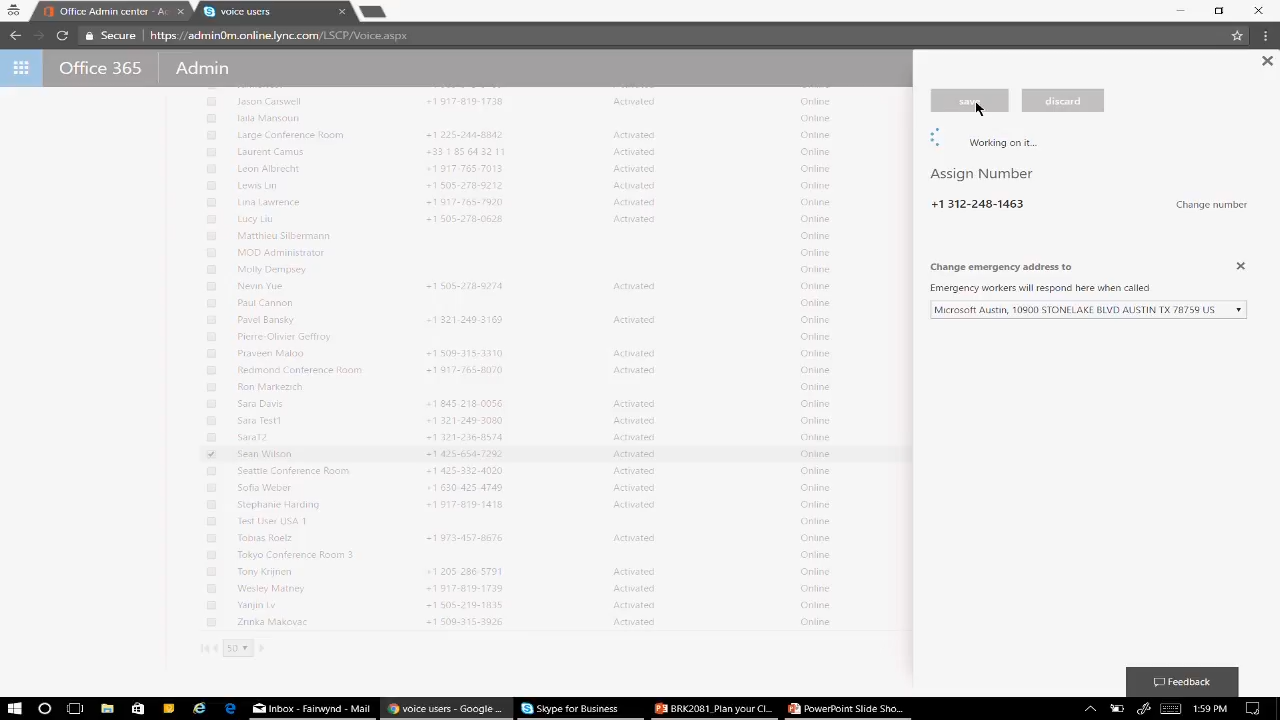 Office Admin center - Ac
voice users
Secure https://admin0m.online.lync.com/LSCP/Voice.aspx
Office 365 Admin
save discard
Working on it...
Assign Number
+1 312-248-1463 Change number
Change emergency address to
Emergency workers will respond here when called
Microsoft Austin, 10900 STONELAKE BLVD AUSTIN TX 78759 US
Jason Carswell +1 917-819-1738 Activated Online
Laila Mansoun Online
Large Conference Room +1 225-244-8842 Activated Online
Laurent Camus +33 1 85 64 32 11 Activated Online
Leon Albrecht +1 917-765-7013 Activated Online
Lewis Lin +1 505-278-9212 Activated Online
Lina Lawrence +1 917-765-7920 Activated Online
Lucy Liu +1 505-278-0628 Activated Online
Matthieu Silbermann Online
MOD Administrator Online
Molly Dempsey Online
Nevin Yue +1 505-278-9274 Activated Online
Paul Cannon Online
Pavel Bansky +1 321-249-3169 Activated Online
Pierre-Olivier Geffroy Online
Praveen Maloo +1 509-315-3310 Activated Online
Redmond Conference Room +1 917-765-8070 Activated Online
Ron Markezich Online
Sara Davis +1 845-218-0056 Activated Online
Sara Test1 +1 321-249-3080 Activated Online
SaraT2 +1 321-236-8574 Activated Online
Sean Wilson +1 425-654-7292 Activated Online
Seattle Conference Room +1 425-332-4020 Activated Online
Sofia Weber +1 630-425-4749 Activated Online
Stephanie Harding +1 917-819-1418 Activated Online
Test User USA 1 Online
Tobias Roelz +1 973-457-8676 Activated Online
Tokyo Conference Room 3 Online
Tony Krijnen +1 205-286-5791 Activated Online
Wesley Matney +1 917-819-1739 Activated Online
Yanjin Lv +1 505-219-1835 Activated Online
Zrinka Makovac +1 509-315-3926 Activated Online
50
Feedback
Inbox - Fairwynd - Mail
voice users - Google ...
Skype for Business
BRK2081_Plan your Cl...
PowerPoint Slide Sho...
1:59 PM